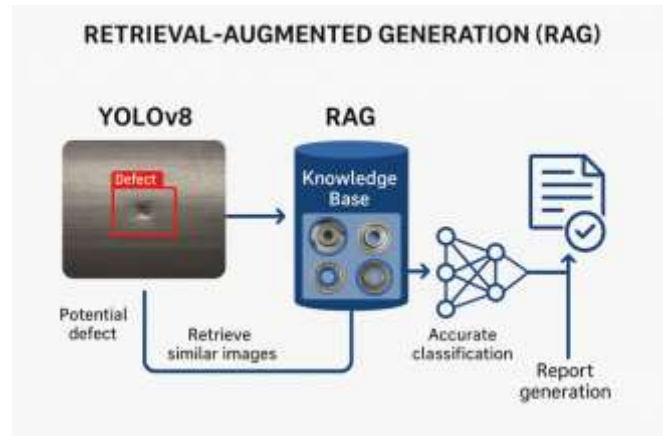 RETRIEVAL-AUGMENTED GENERATION (RAG)
YOLOv8
RAG
Defect
Knowledge
Base
Potential
defect
Retrieve
similar images
Accurate
classification
Report
generation